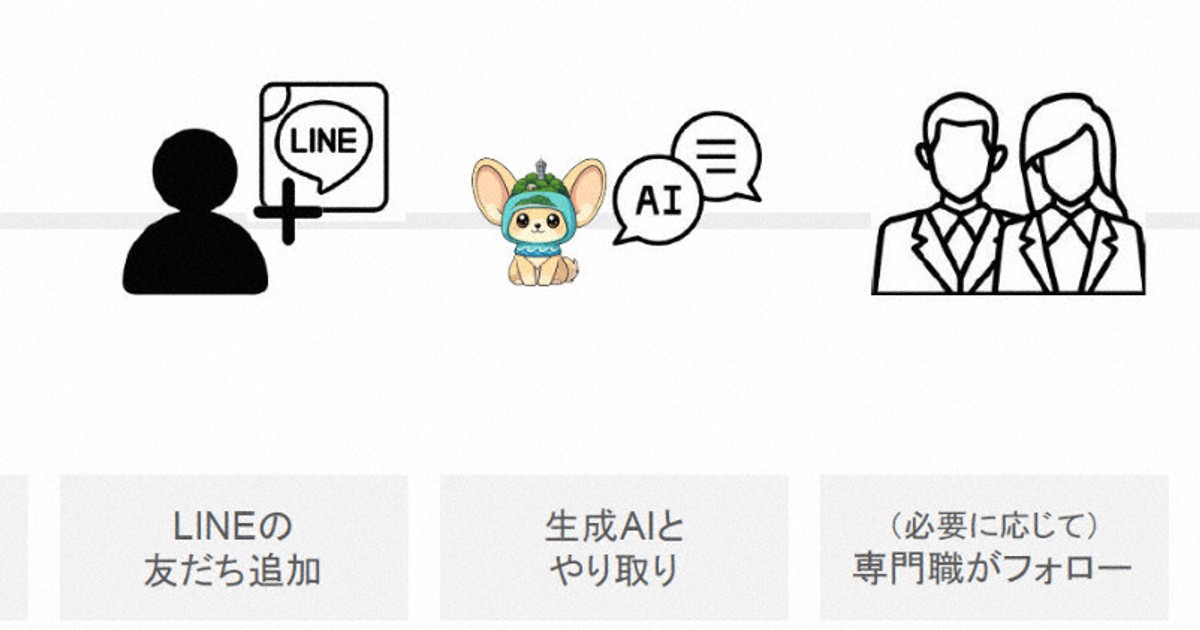 LINE
AI
LINEの
友だち追加
生成AIと
やり取り
（必要に応じて）
専門職がフォロー